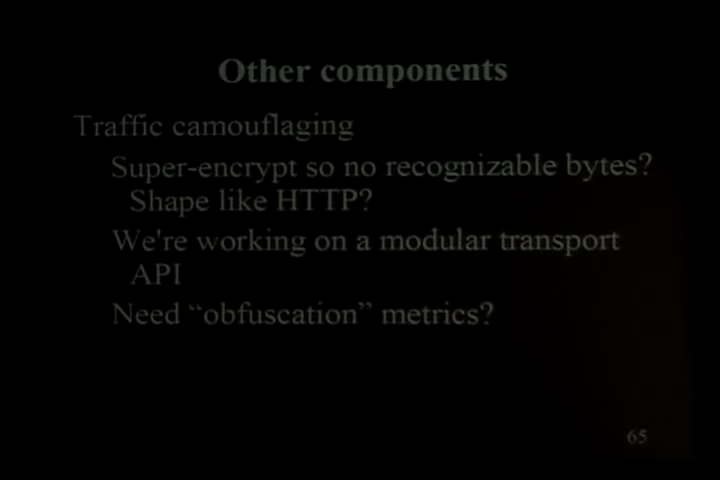 Other components
Traffic camouflaging
Super-encrypt so no recognizable bytes?
Shape like HTTP?
We're working on a modular transport
API
Need “obfuscation” metrics?
65